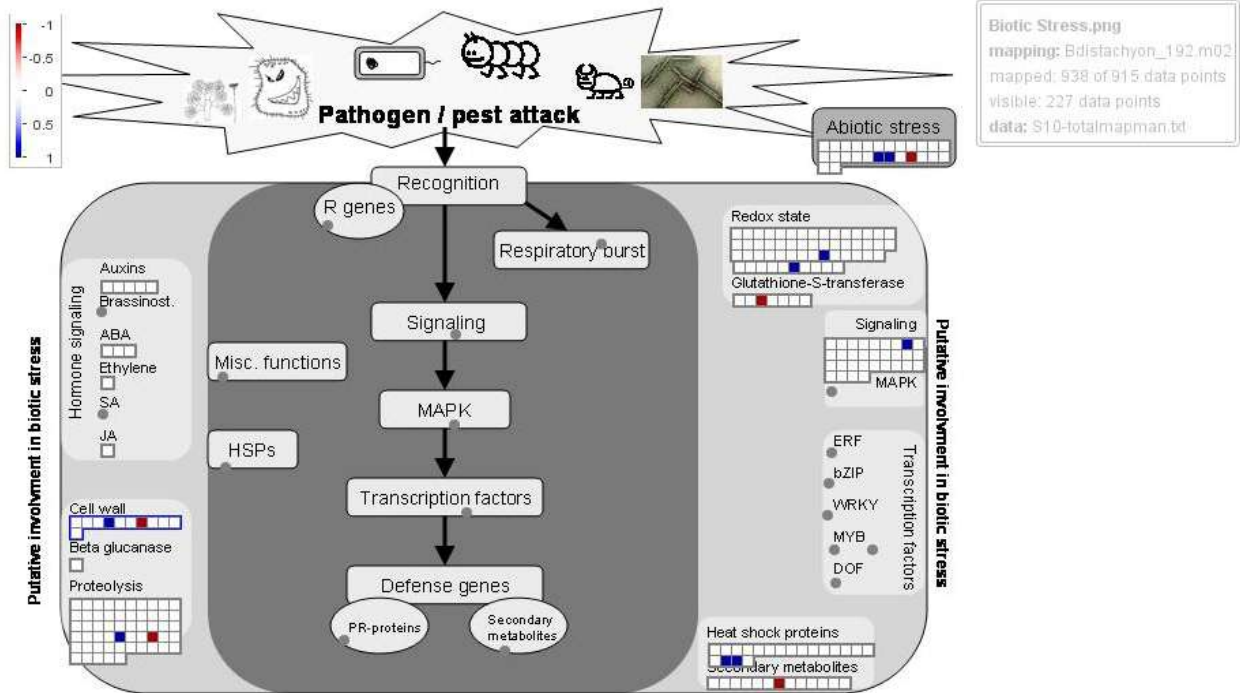 -1
-0.5
0
0.5
1
Biotic Stress.png
mapping: Bdistachyon_192.m02
mapped: 938 of 915 data points
visible: 227 data points
data: S10-totalmapman.txt
Pathogen / pest attack
Abiotic stress
Recognition
R genes
Respiratory burst
Redox state
Glutathione-S-transferase
Hormone signaling
Auxins
Brassinost.
ABA
Ethylene
SA
JA
Signaling
Misc. functions
MAPK
HSPs
Transcription factors
Defense genes
PR-proteins
Secondary
metabolites
Signaling
MAPK
ERF
bZIP
WRKY
MYB
DOF
Transcription factors
Putative involvment in biotic stress
Putative involvment in biotic stress
Cell wall
Beta glucanase
Proteolysis
Heat shock proteins
Secondary metabolites